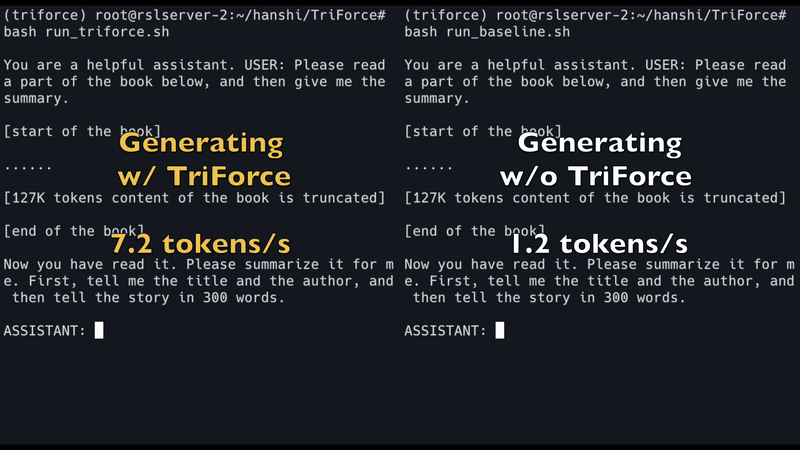 (triforce) root@rslserver-2:~/hanshi/TriForce#
bash run_triforce.sh
You are a helpful assistant. USER: Please read
a part of the book below, and then give me the
summary.
[start of the book]
Generating
......
w/ TriForce
[127K tokens content of the book is truncated]
[end of the book]
7.2 tokens/s
Now you have read it. Please summarize it for m
e. First, tell me the title and the author, and
then tell the story in 300 words.
ASSISTANT:
(triforce) root@rslserver-2:~/hanshi/TriForce#
bash run_baseline.sh
You are a helpful assistant. USER: Please read
a part of the book below, and then give me the
summary.
[start of the book]
Generating
......
w/o TriForce
[127K tokens content of the book is truncated]
[end of the book]
1.2 tokens/s
Now you have read it. Please summarize it for m
e. First, tell me the title and the author, and
then tell the story in 300 words.
ASSISTANT: